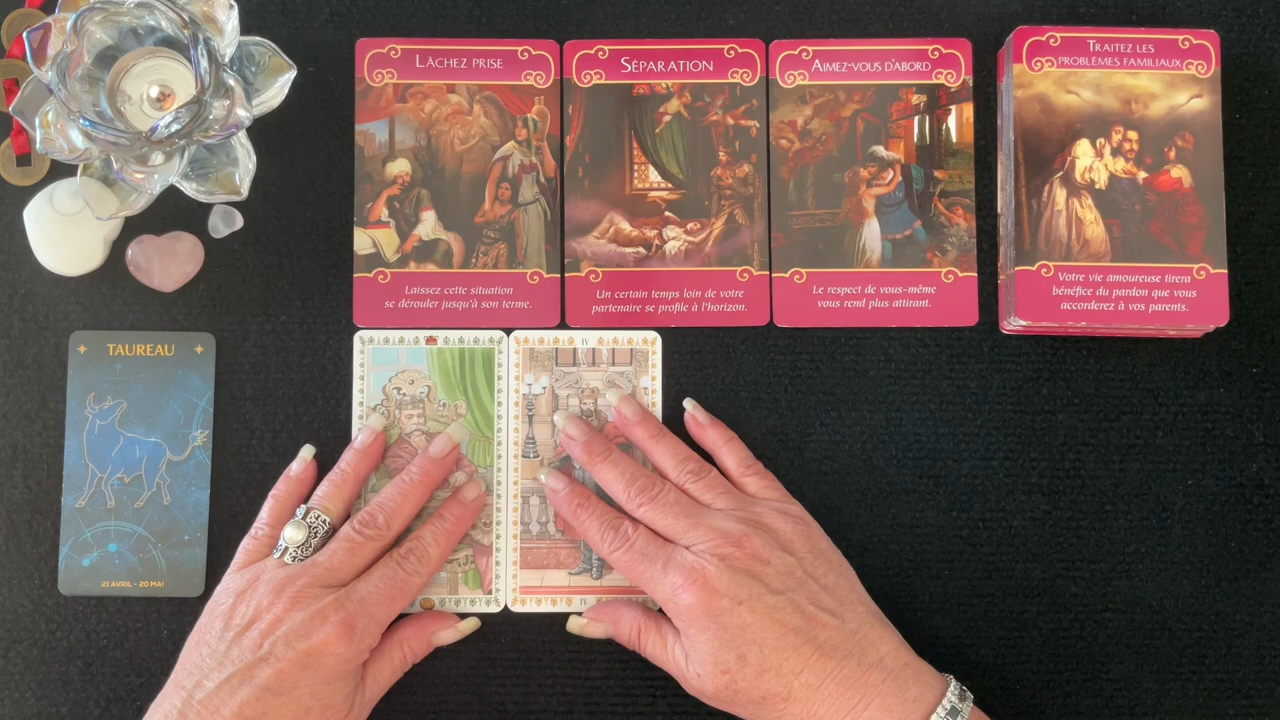 LÂCHEZ PRISE
Laissez cette situation
se dérouler jusqu'à son terme.
SÉPARATION
Un certain temps loin de votre
partenaire se profile à l'horizon.
AIMEZ-VOUS D'ABORD
Le respect de vous-même
vous rend plus attirant.
TRAITEZ LES
PROBLÈMES FAMILIAUX
Votre vie amoureuse tirera
bénéfice du pardon que vous
accorderez à vos parents.
TAUREAU
21 AVRIL – 20 MAI
IV
IV